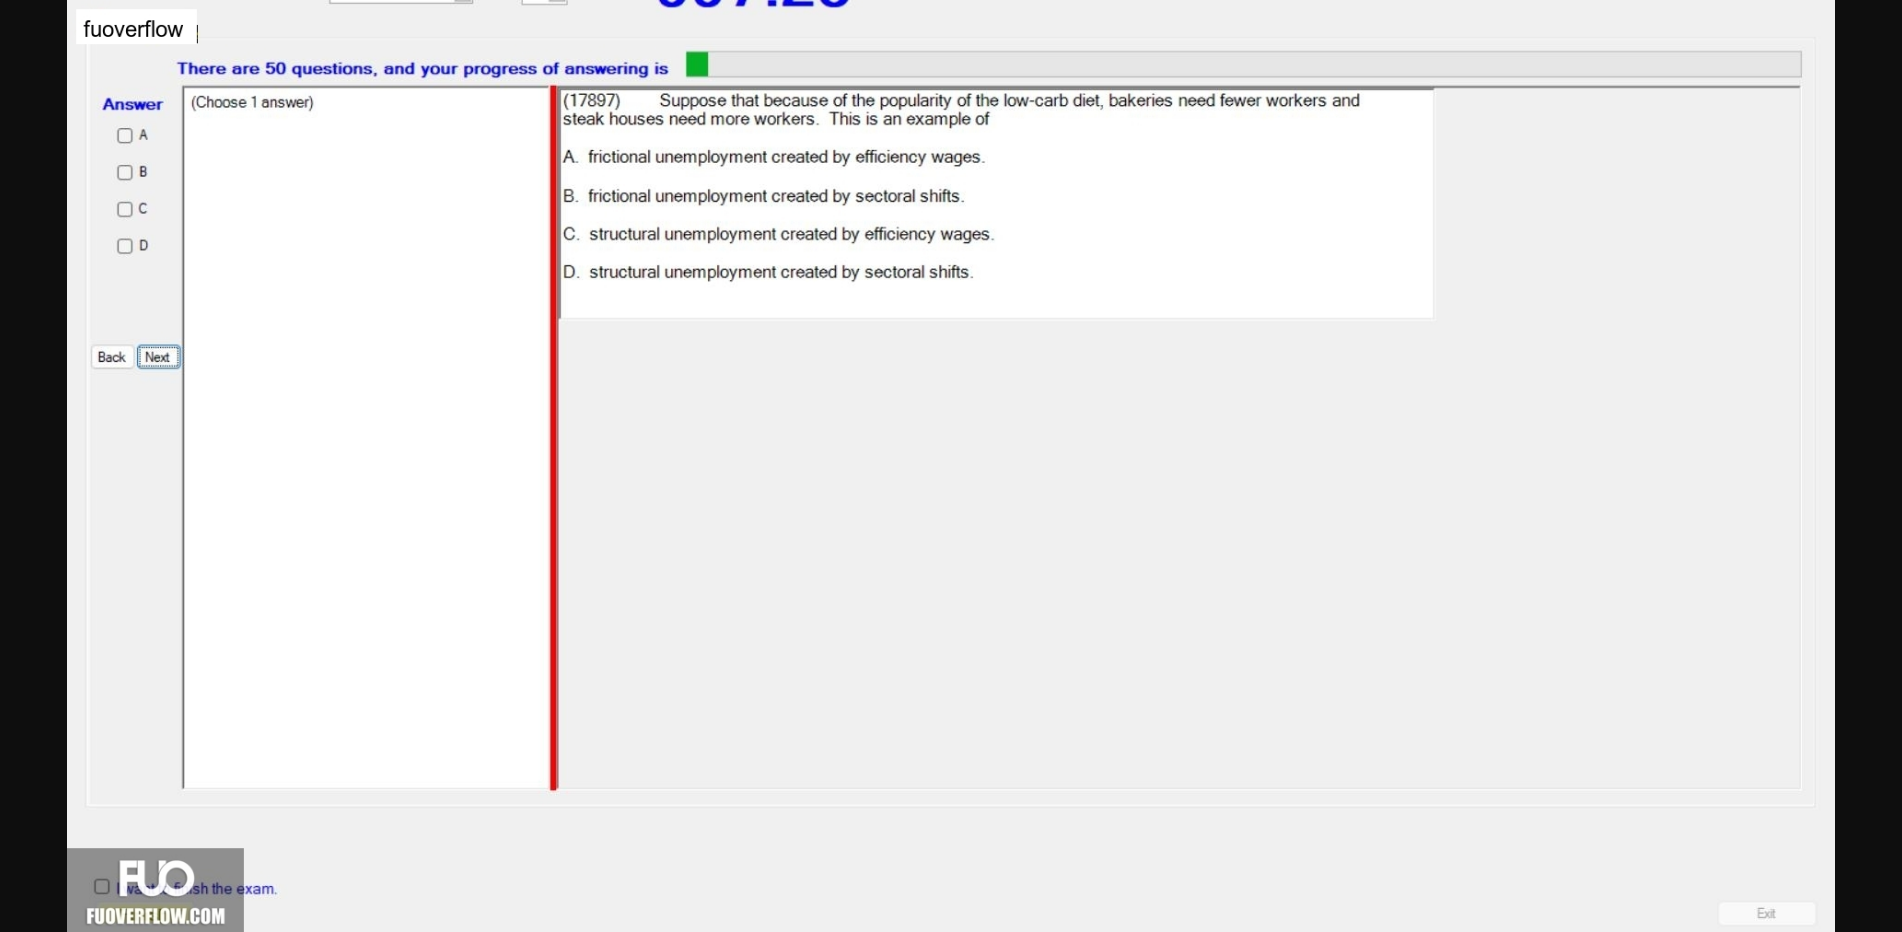 fuoverflow
There are 50 questions, and your progress of answering is
Answer
(Choose 1 answer)
A
B
C
D
Back
Next
(17897) Suppose that because of the popularity of the low-carb diet, bakeries need fewer workers and
steak houses need more workers. This is an example of
A. frictional unemployment created by efficiency wages.
B. frictional unemployment created by sectoral shifts.
C. structural unemployment created by efficiency wages.
D. structural unemployment created by sectoral shifts.
the exam.
FUO
FUOVERFLOW.COM
Exit